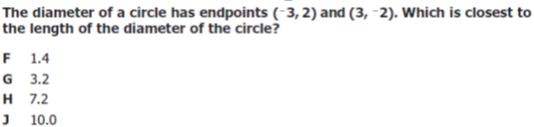 The diameter of a circle has endpoints (⁻3, 2) and (3, ⁻2). Which is closest to
the length of the diameter of the circle?
F 1.4
G 3.2
H 7.2
J 10.0